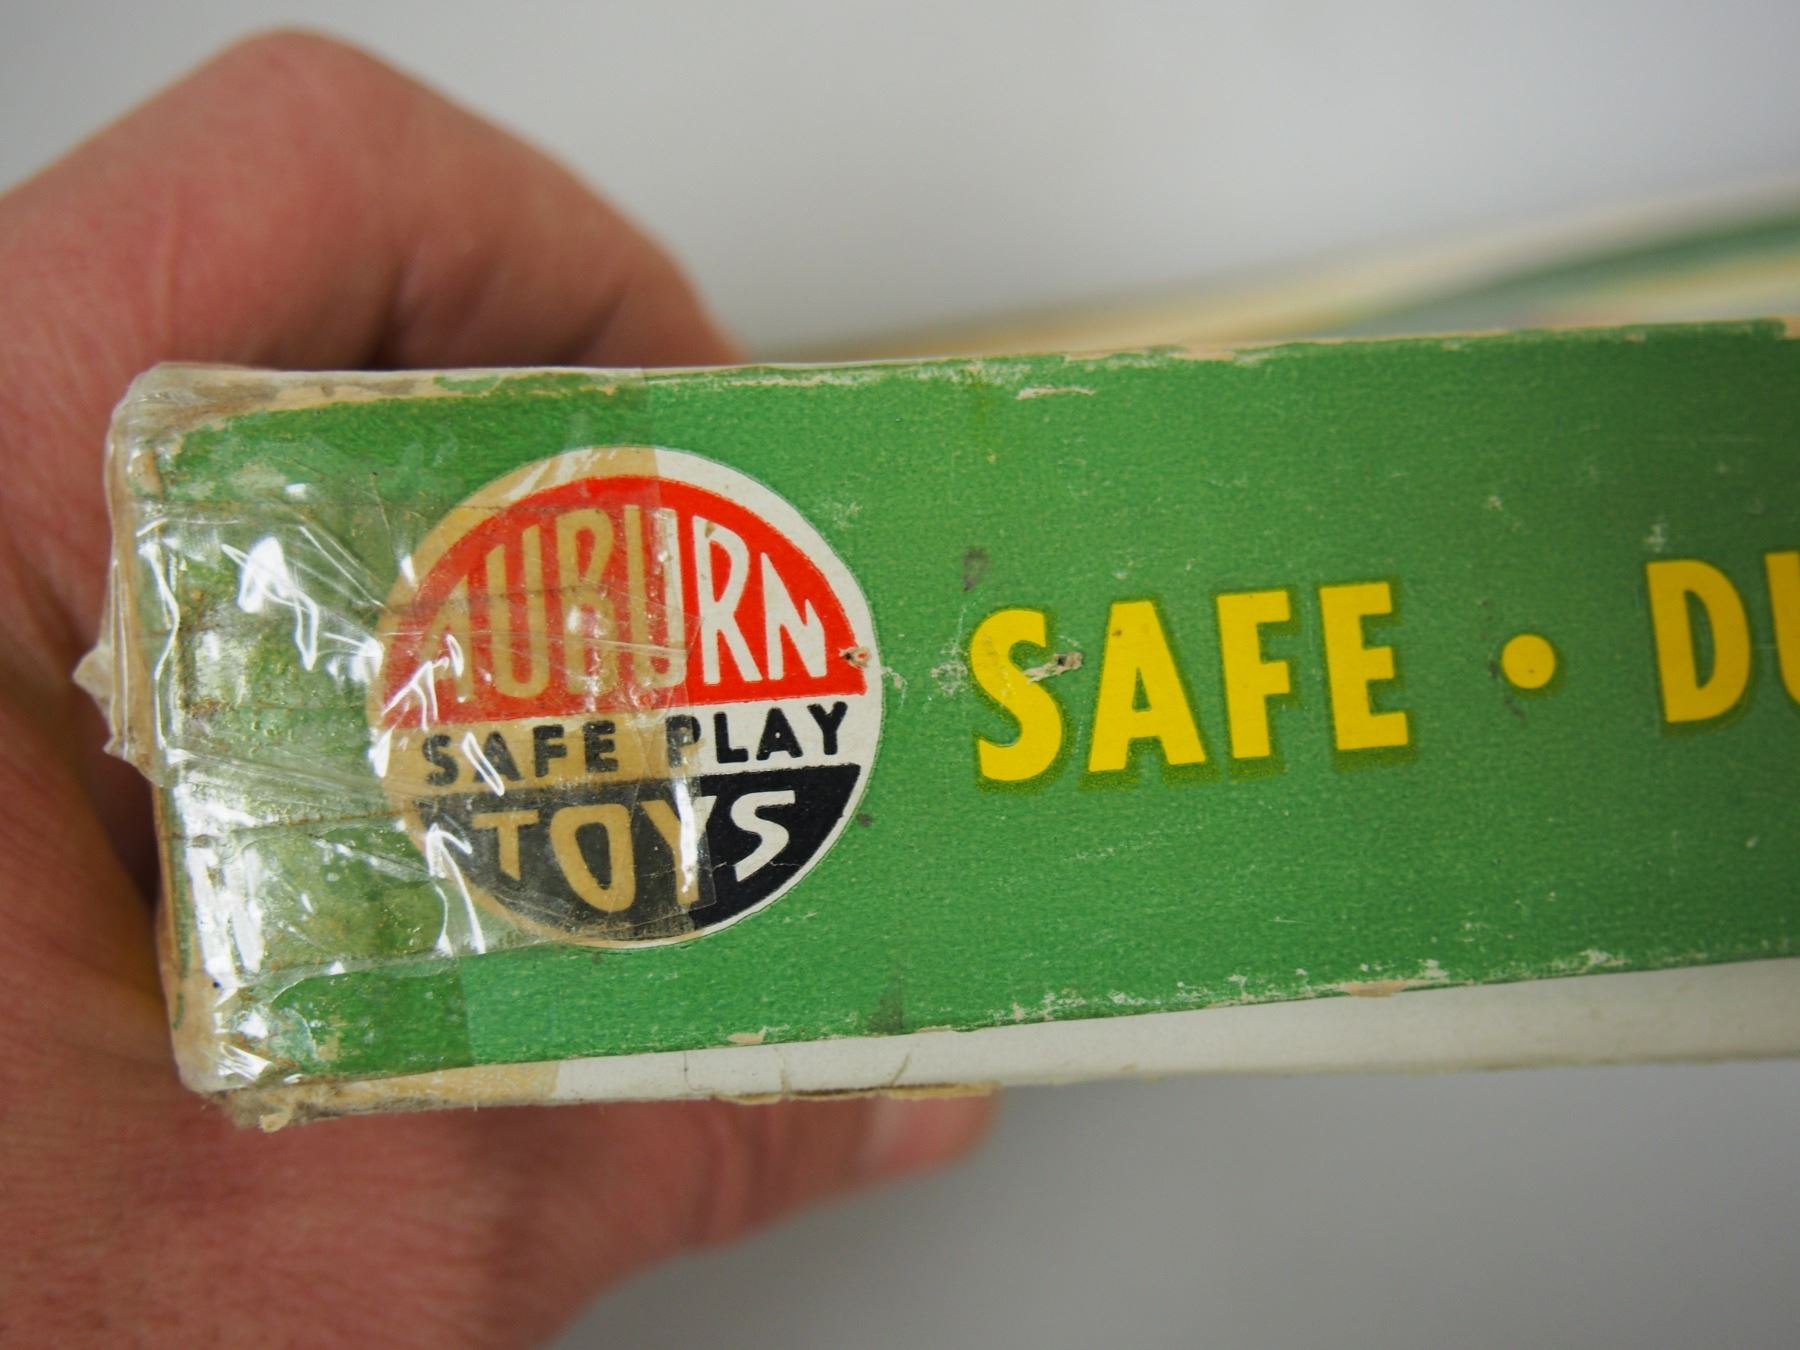 AUBURN
SAFE PLAY
TOYS
SAFE • DU